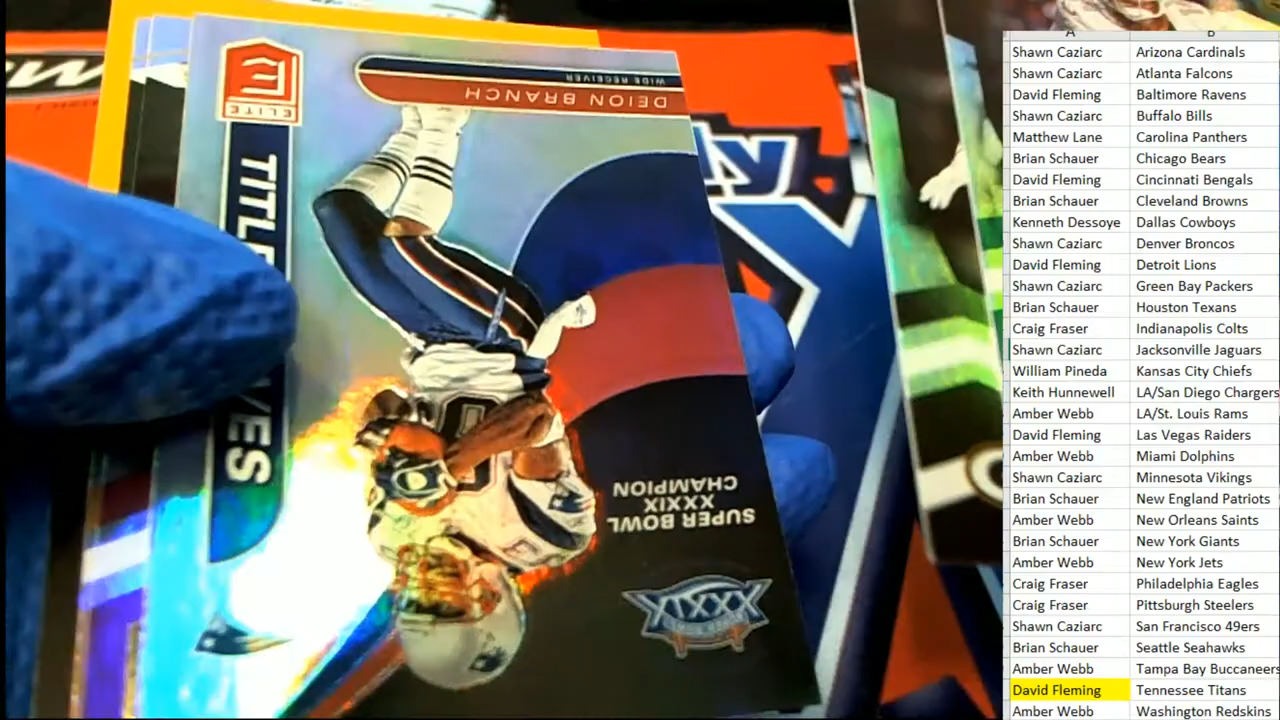 ELITE
WIDE RECEIVER
DEION BRANCH
SUPER BOWL
XXXIX
CHAMPION
XXXIX
A B
Shawn Caziarc Arizona Cardinals
Shawn Caziarc Atlanta Falcons
David Fleming Baltimore Ravens
Shawn Caziarc Buffalo Bills
Matthew Lane Carolina Panthers
Brian Schauer Chicago Bears
David Fleming Cincinnati Bengals
Brian Schauer Cleveland Browns
Kenneth Dessoye Dallas Cowboys
Shawn Caziarc Denver Broncos
David Fleming Detroit Lions
Shawn Caziarc Green Bay Packers
Brian Schauer Houston Texans
Craig Fraser Indianapolis Colts
Shawn Caziarc Jacksonville Jaguars
William Pineda Kansas City Chiefs
Keith Hunnewell LA/San Diego Chargers
Amber Webb LA/St. Louis Rams
David Fleming Las Vegas Raiders
Amber Webb Miami Dolphins
Shawn Caziarc Minnesota Vikings
Brian Schauer New England Patriots
Amber Webb New Orleans Saints
Brian Schauer New York Giants
Amber Webb New York Jets
Craig Fraser Philadelphia Eagles
Craig Fraser Pittsburgh Steelers
Shawn Caziarc San Francisco 49ers
Brian Schauer Seattle Seahawks
Amber Webb Tampa Bay Buccaneers
David Fleming Tennessee Titans
Amber Webb Washington Redskins